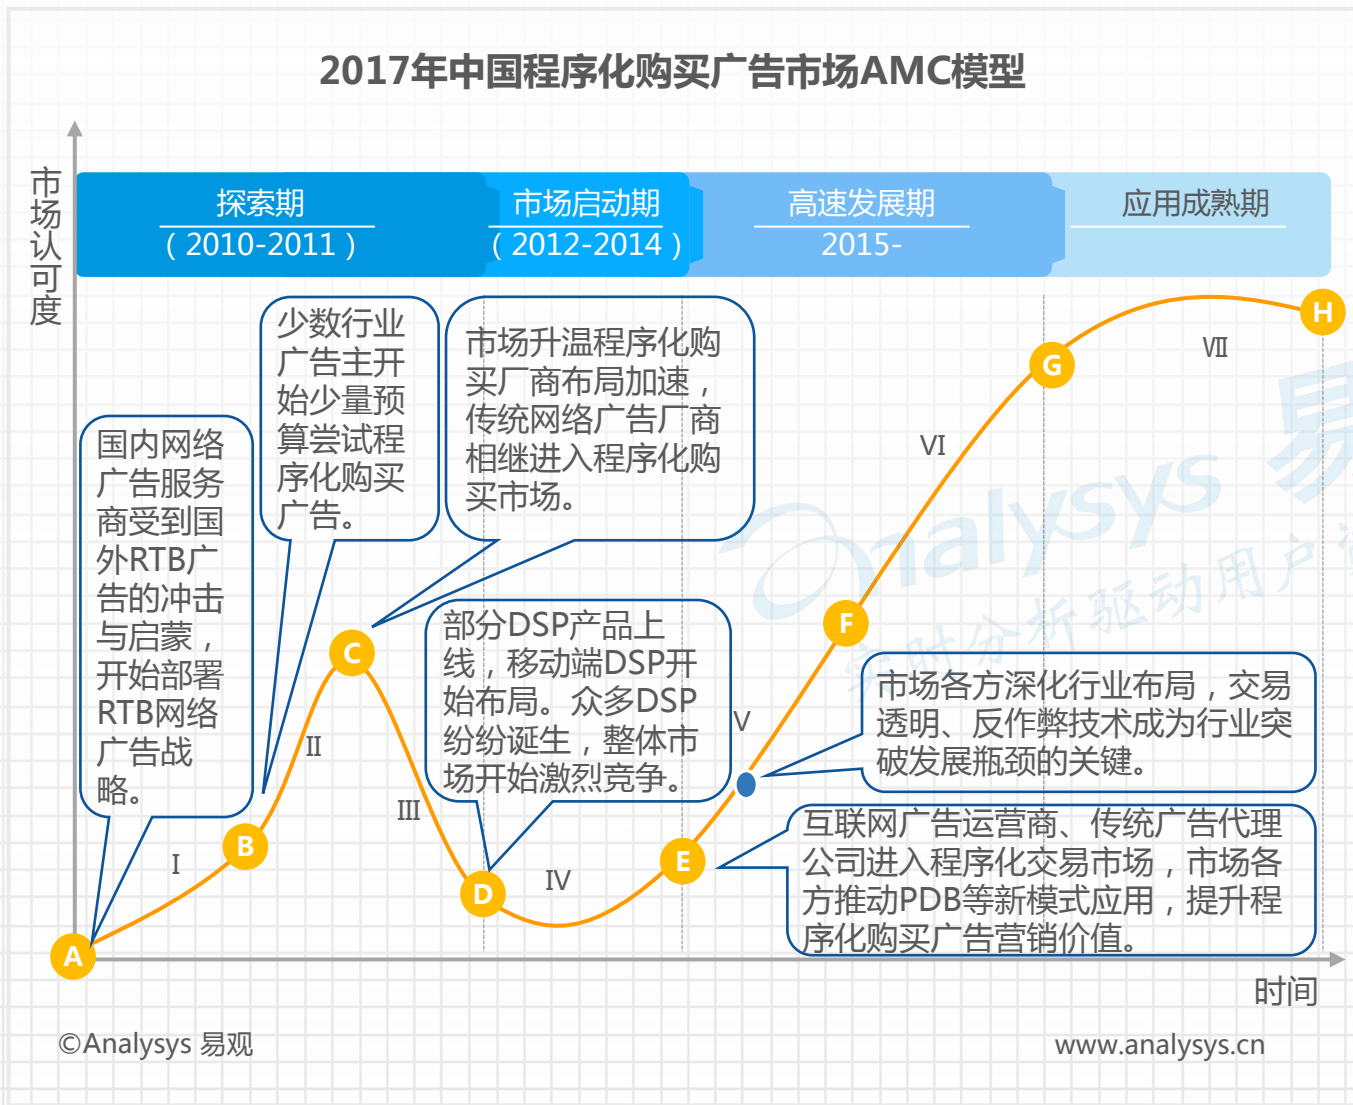 2017年中国程序化购买广告市场AMC模型
市场认可度
探索期
（2010-2011）
市场启动期
（2012-2014）
高速发展期
2015-
应用成熟期
国内网络
广告服务
商受到国
外RTB广
告的冲击
与启蒙，
开始部署
RTB网络
广告战
略。
少数行业
广告主开
始少量预
算尝试程
序化购买
广告。
市场升温程序化购
买厂商布局加速，
传统网络广告厂商
相继进入程序化购
买市场。
部分DSP产品上
线，移动端DSP开
始布局。众多DSP
纷纷诞生，整体市
场开始激烈竞争。
市场各方深化行业布局，交易
透明、反作弊技术成为行业突
破发展瓶颈的关键。
互联网广告运营商、传统广告代理
公司进入程序化交易市场，市场各
方推动PDB等新模式应用，提升程
序化购买广告营销价值。
A
B
C
D
E
F
G
H
I
II
III
IV
V
VI
VII
analysys 易
实时分析驱动用户
时间
©Analysys 易观
www.analysys.cn